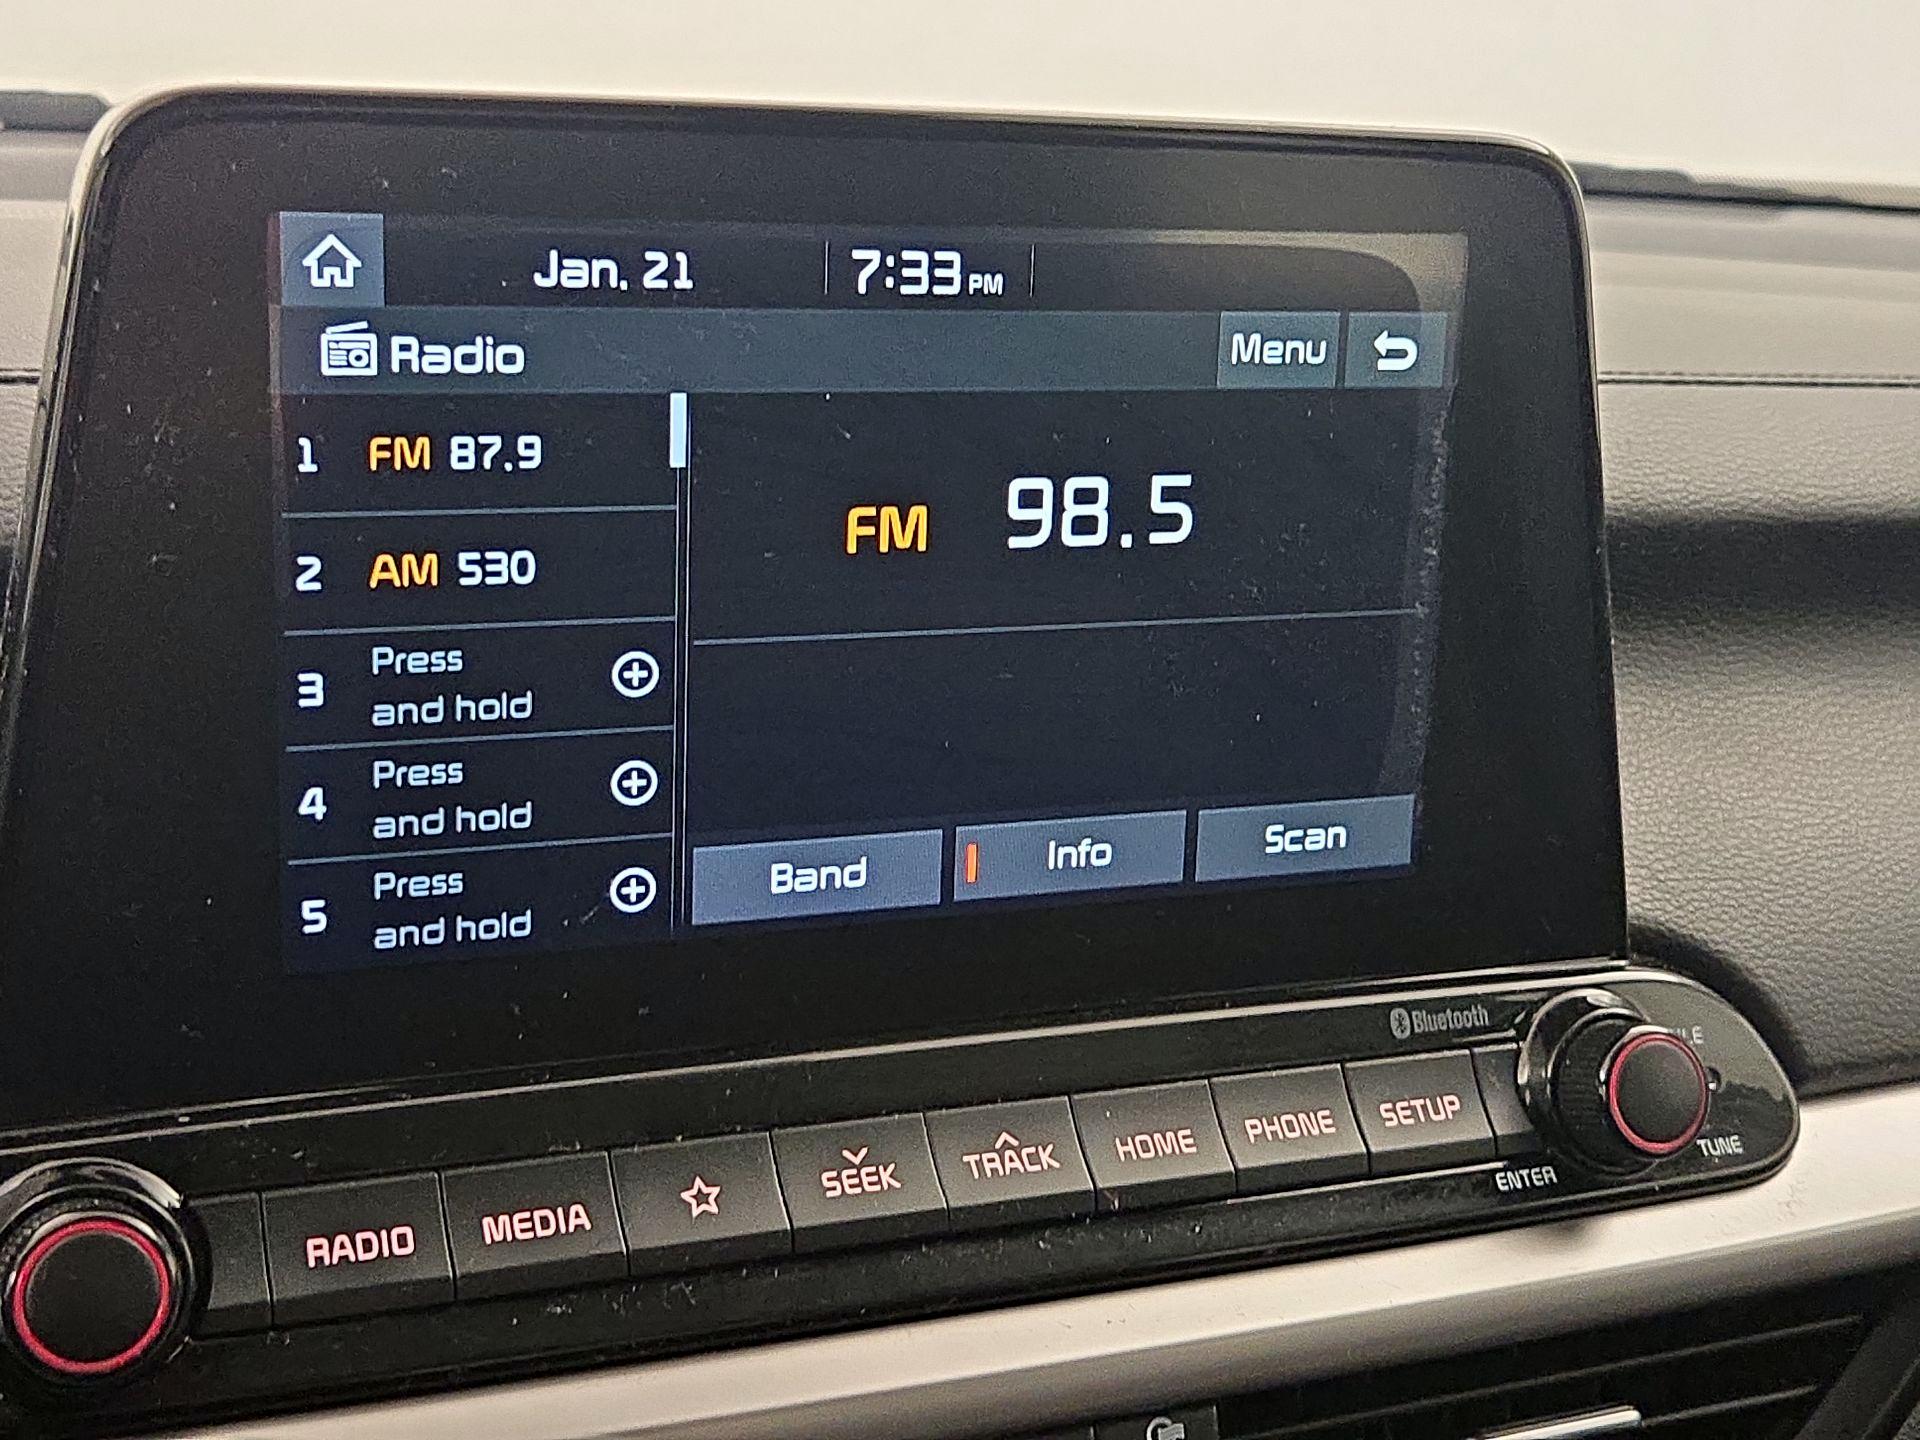 Jan. 21 7:33 PM
Radio Menu
1 FM 87.9
2 AM 530
3 Press
and hold
4 Press
and hold
5 Press
and hold
FM 98.5
Band Info Scan
Bluetooth
RADIO MEDIA SEEK TRACK HOME PHONE SETUP
ENTER TUNE